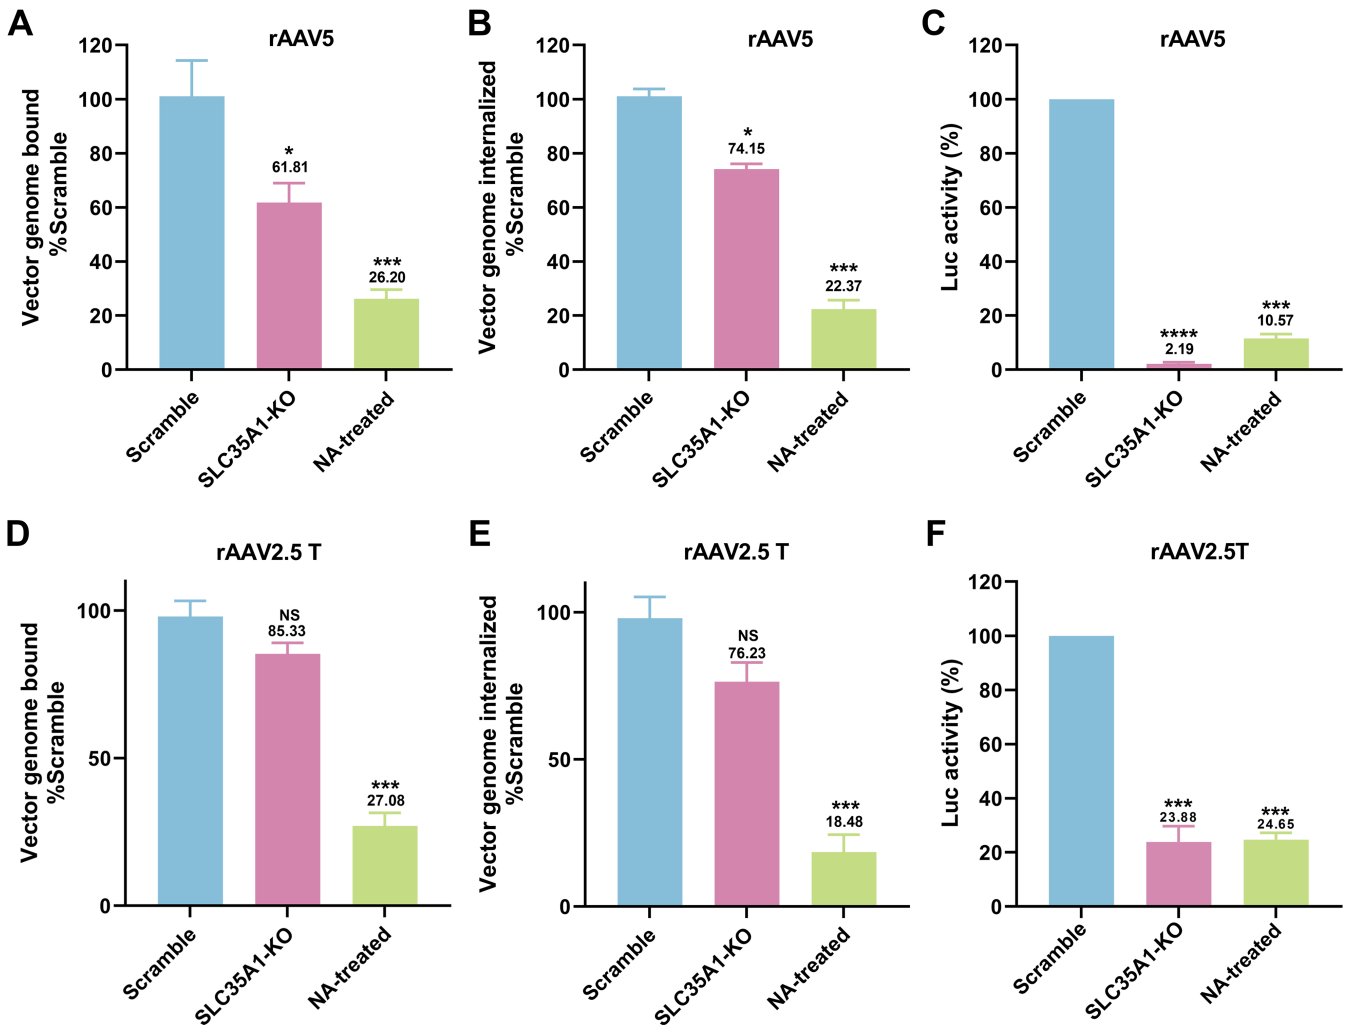 A
rAAV5
Vector genome bound
%Scramble
120
100
80
60
40
20
0
*
61.81
***
26.20
Scramble
SLC35A1-KO
NA-treated
B
rAAV5
Vector genome internalized
%Scramble
120
100
80
60
40
20
0
*
74.15
***
22.37
Scramble
SLC35A1-KO
NA-treated
C
rAAV5
Luc activity (%)
120
100
80
60
40
20
0
****
2.19
***
10.57
Scramble
SLC35A1-KO
NA-treated
D
rAAV2.5 T
Vector genome bound
%Scramble
100
50
0
NS
85.33
***
27.08
Scramble
SLC35A1-KO
NA-treated
E
rAAV2.5 T
Vector genome internalized
%Scramble
100
50
0
NS
76.23
***
18.48
Scramble
SLC35A1-KO
NA-treated
F
rAAV2.5T
Luc activity (%)
120
100
80
60
40
20
0
***
23.88
***
24.65
Scramble
SLC35A1-KO
NA-treated